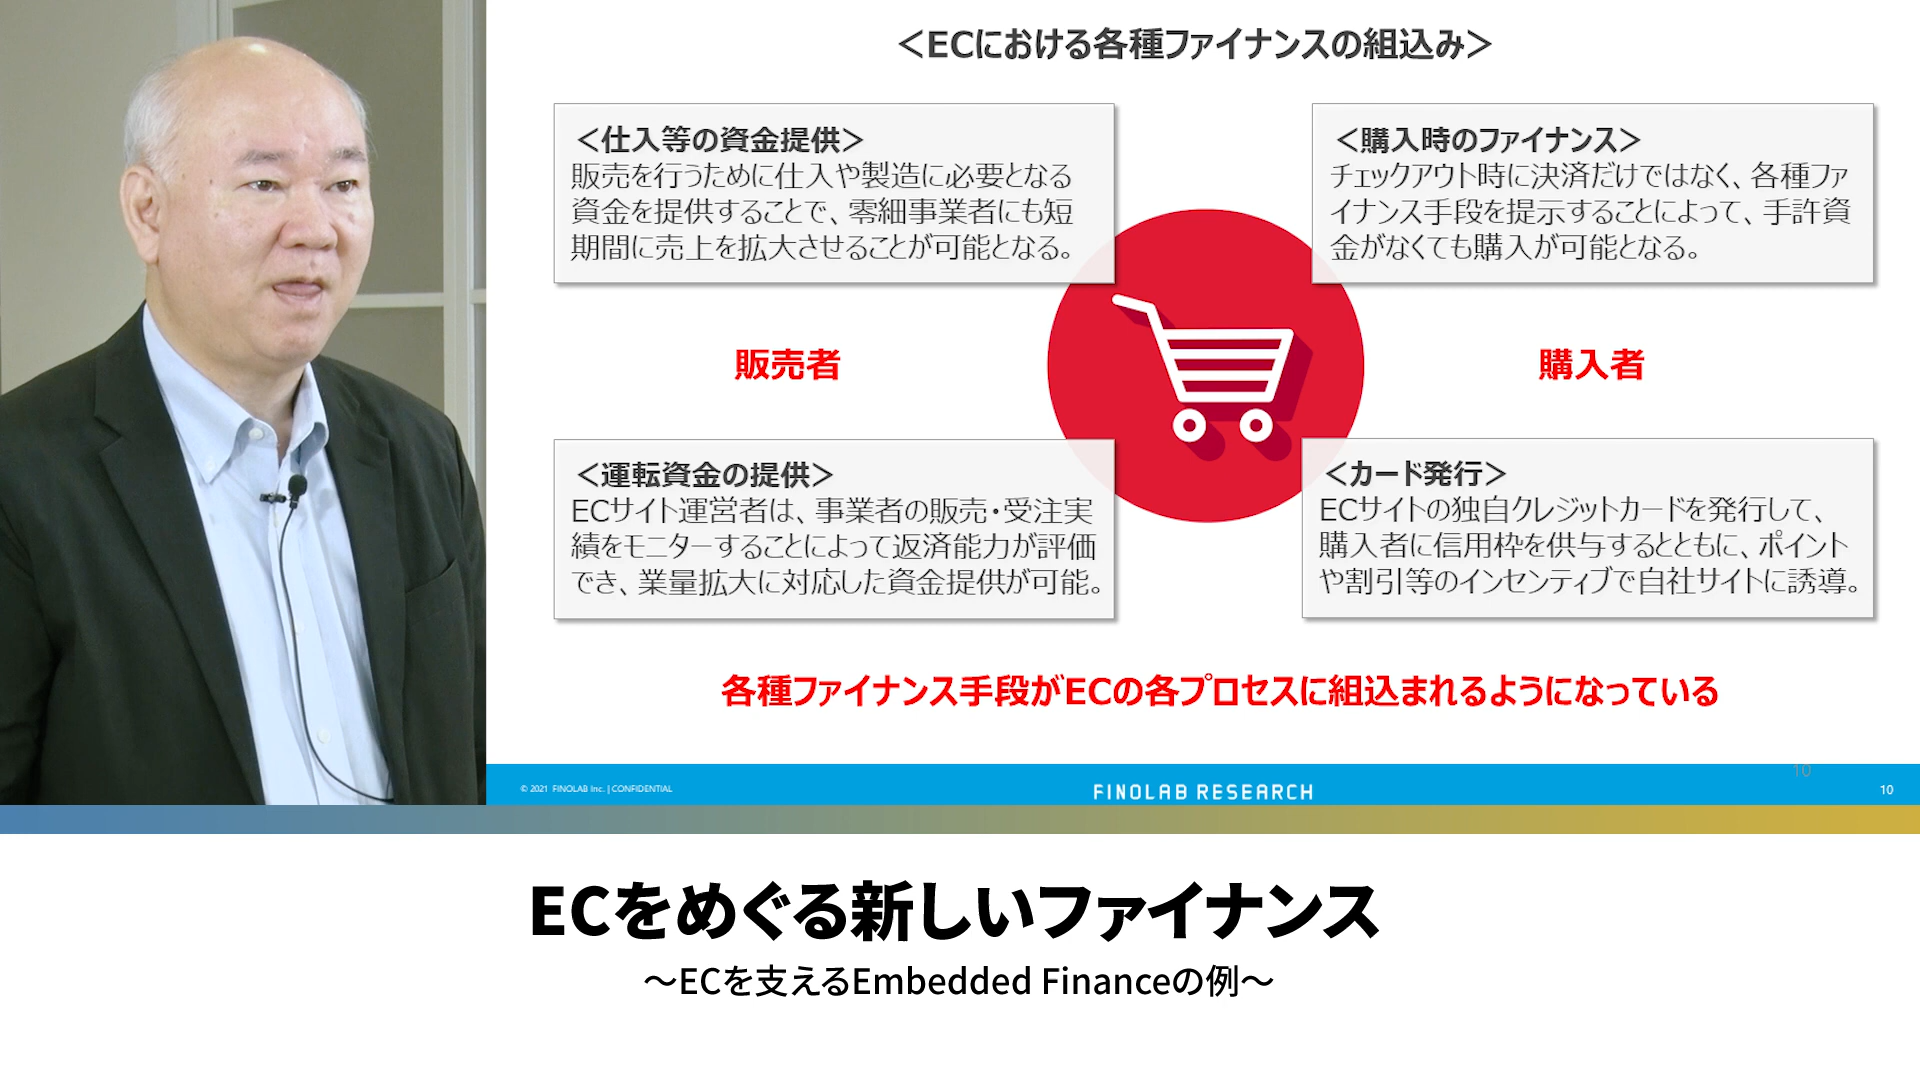 ＜ECにおける各種ファイナンスの組込み＞
＜仕入等の資金提供＞
販売を行うために仕入や製造に必要となる
資金を提供することで、零細事業者にも短
期間に売上を拡大させることが可能となる。
＜購入時のファイナンス＞
チェックアウト時に決済だけではなく、各種ファ
イナンス手段を提示することによって、手許資
金がなくても購入が可能となる。
販売者
購入者
＜運転資金の提供＞
ECサイト運営者は、事業者の販売・受注実
績をモニターすることによって返済能力が評価
でき、業量拡大に対応した資金提供が可能。
＜カード発行＞
ECサイトの独自クレジットカードを発行して、
購入者に信用枠を供与するとともに、ポイント
や割引等のインセンティブで自社サイトに誘導。
各種ファイナンス手段がECの各プロセスに組込まれるようになっている
10
© 2021 FINOLAB Inc. | CONFIDENTIAL
FINOLAB RESEARCH
10
ECをめぐる新しいファイナンス
～ECを支えるEmbedded Financeの例～